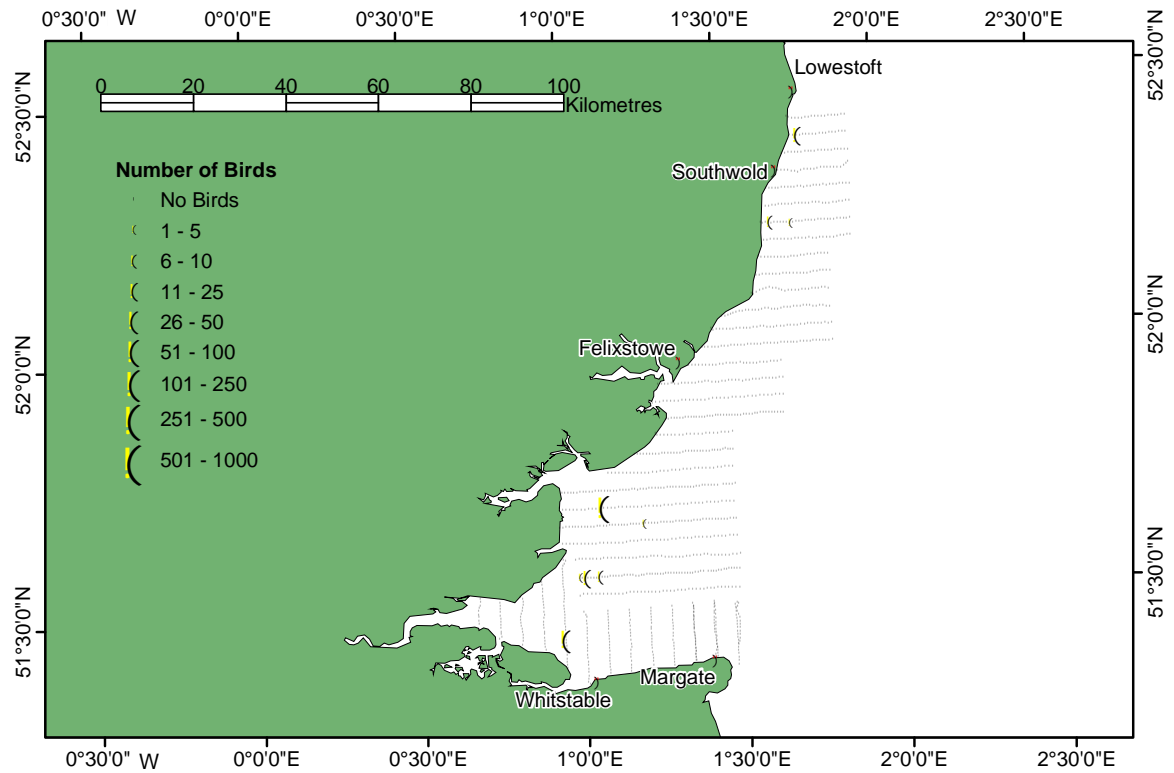 0°30'0" W 0°0'0"E 0°30'0"E 1°0'0"E 1°30'0"E 2°0'0"E 2°30'0"E
Lowestoft
0 20 40 60 80 100
Kilometres
52°30'0"N
52°30'0"N
Number of Birds
Southwold
No Birds
1 - 5
6 - 10
11 - 25
26 - 50
51 - 100
101 - 250
251 - 500
501 - 1000
52°0'0"N
Felixstowe
52°0'0"N
51°30'0"N
51 °30'0"N
Margate
Whitstable
0°30'0" W 0°0'0"E 0°30'0"E 1°0'0"E 1°30'0"E 2°0'0"E 2°30'0"E